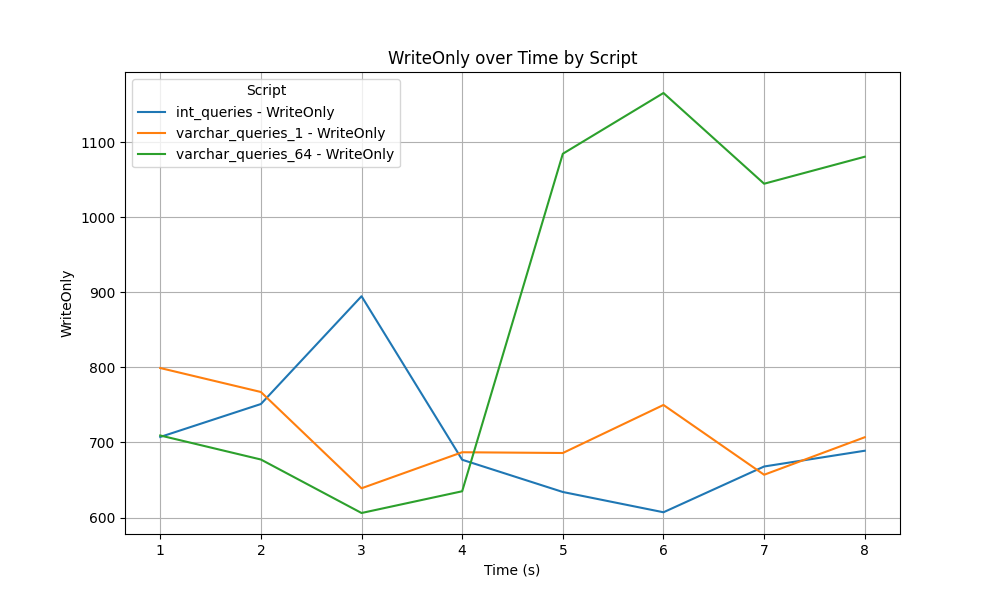 WriteOnly over Time by Script
Script
int_queries - WriteOnly
varchar_queries_1 - WriteOnly
varchar_queries_64 - WriteOnly
1100
1000
900
800
700
600
WriteOnly
1 2 3 4 5 6 7 8
Time (s)